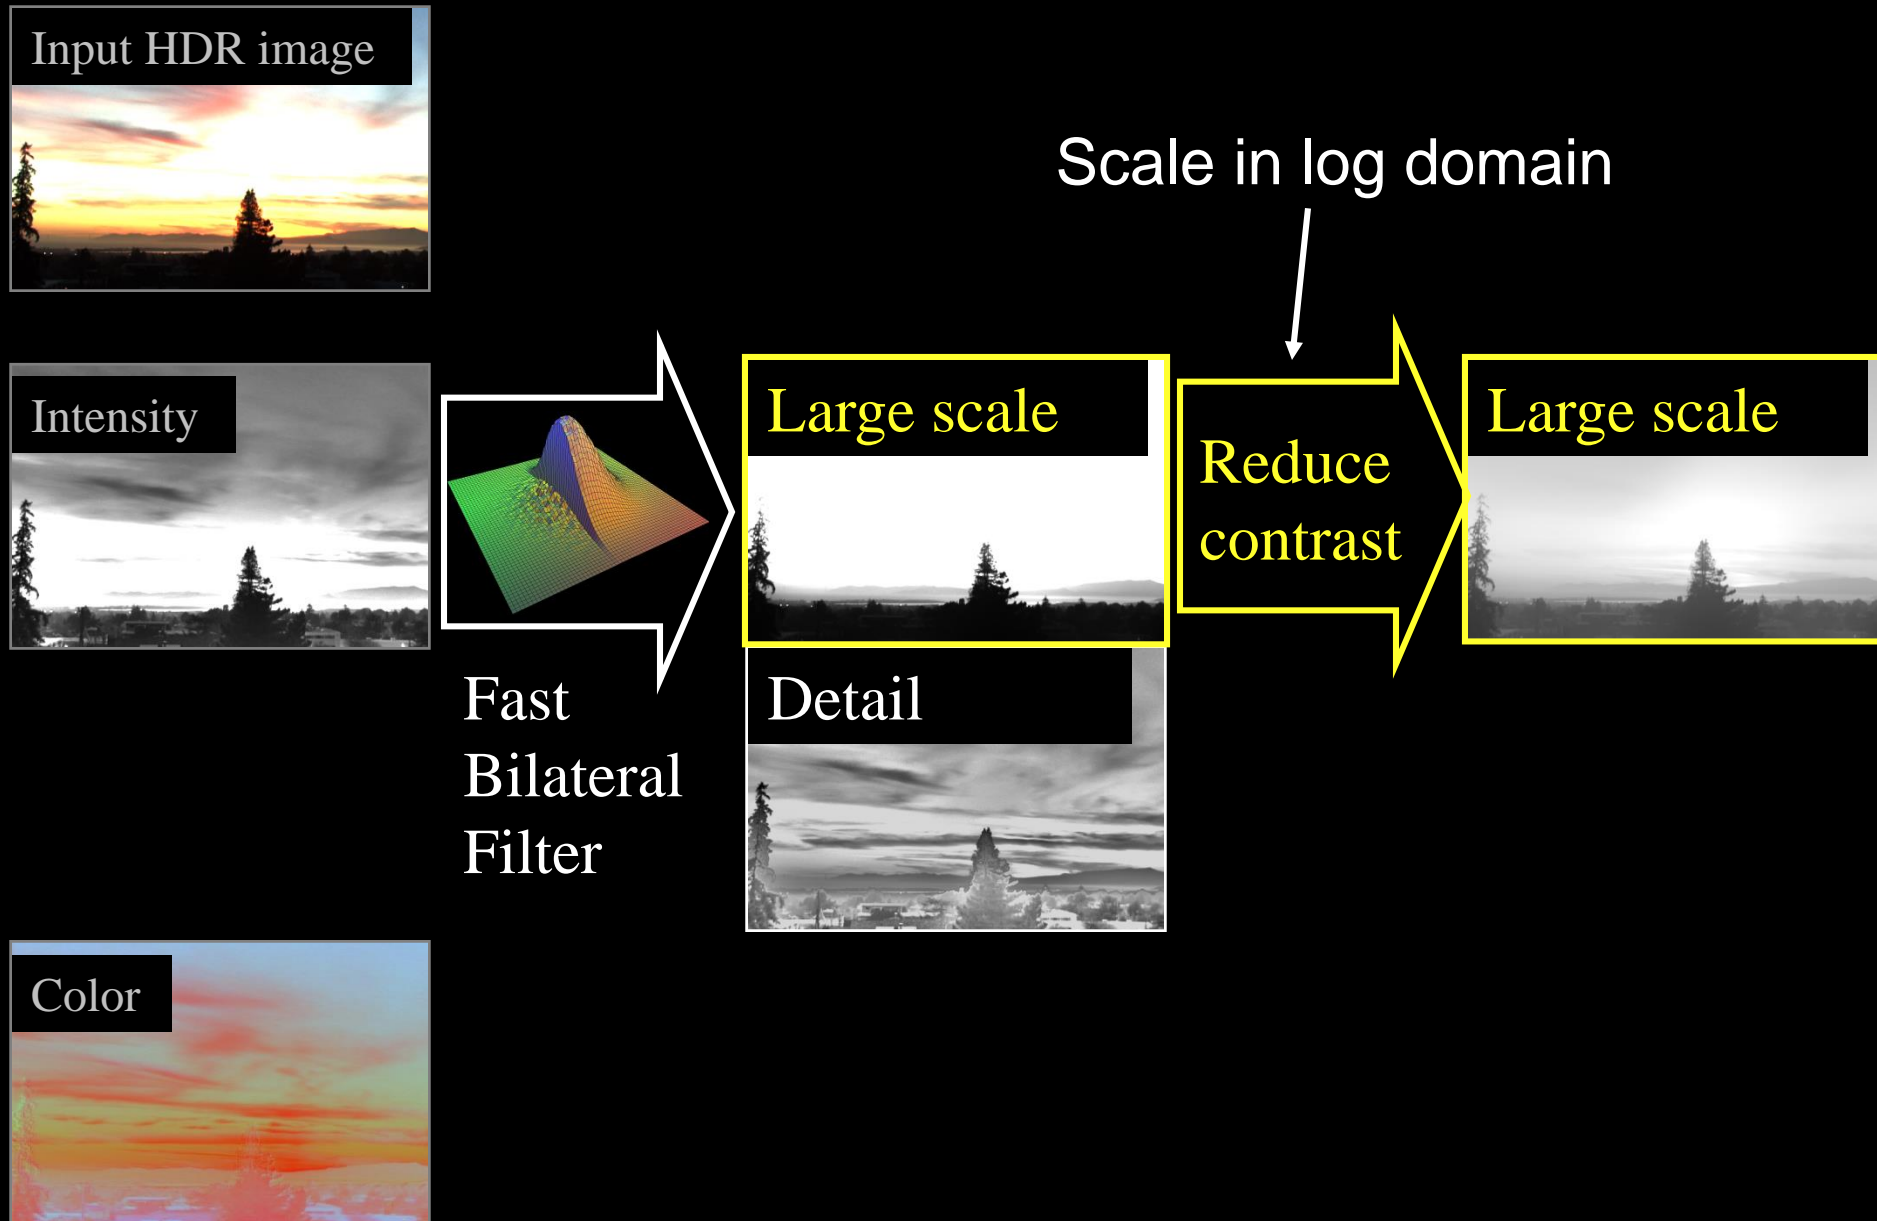 Input HDR image
Scale in log domain
Intensity
Large scale
Reduce
contrast
Large scale
Fast
Bilateral
Filter
Detail
Color